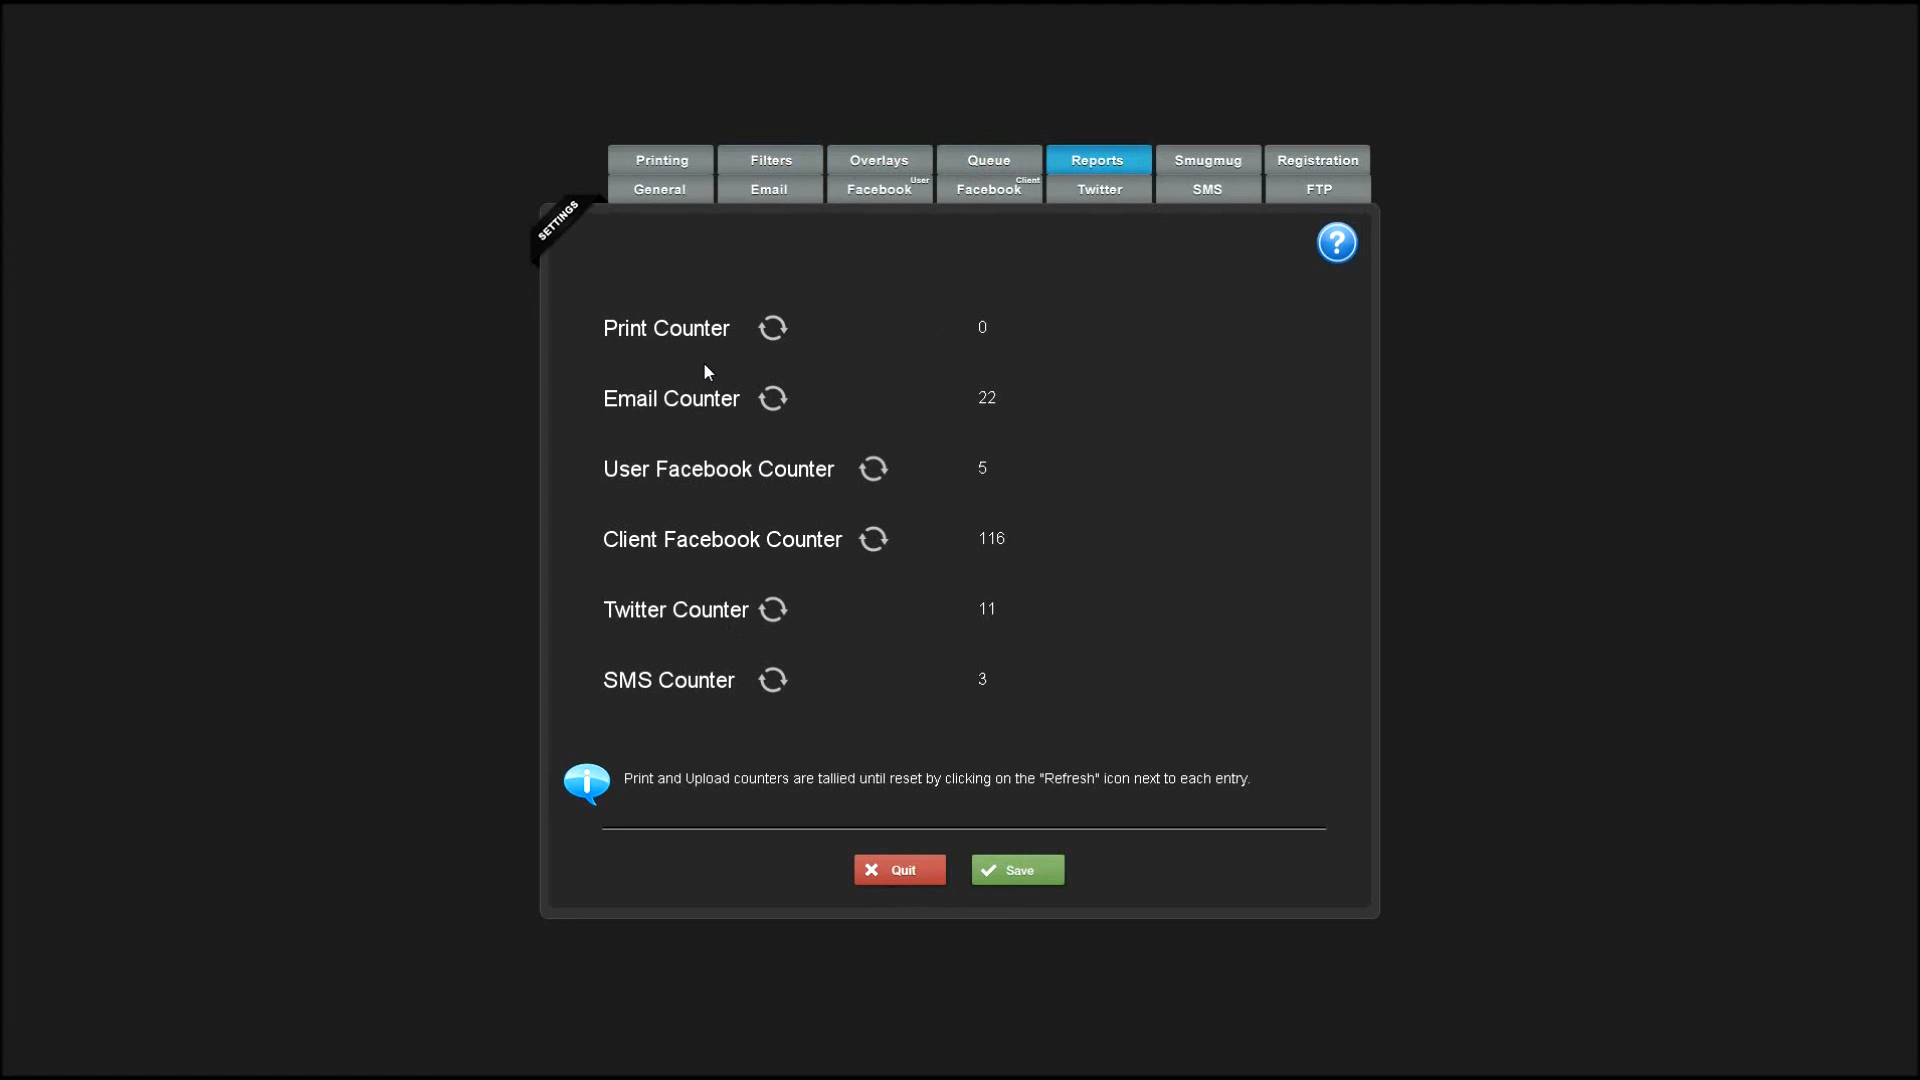 Printing Filters Overlays Queue Reports Smugmug Registration
General Email Facebook User Facebook Client Twitter SMS FTP
SETTINGS
?
Print Counter 0
Email Counter 22
User Facebook Counter 5
Client Facebook Counter 116
Twitter Counter 11
SMS Counter 3
i Print and Upload counters are tallied until reset by clicking on the "Refresh" icon next to each entry.
Quit Save